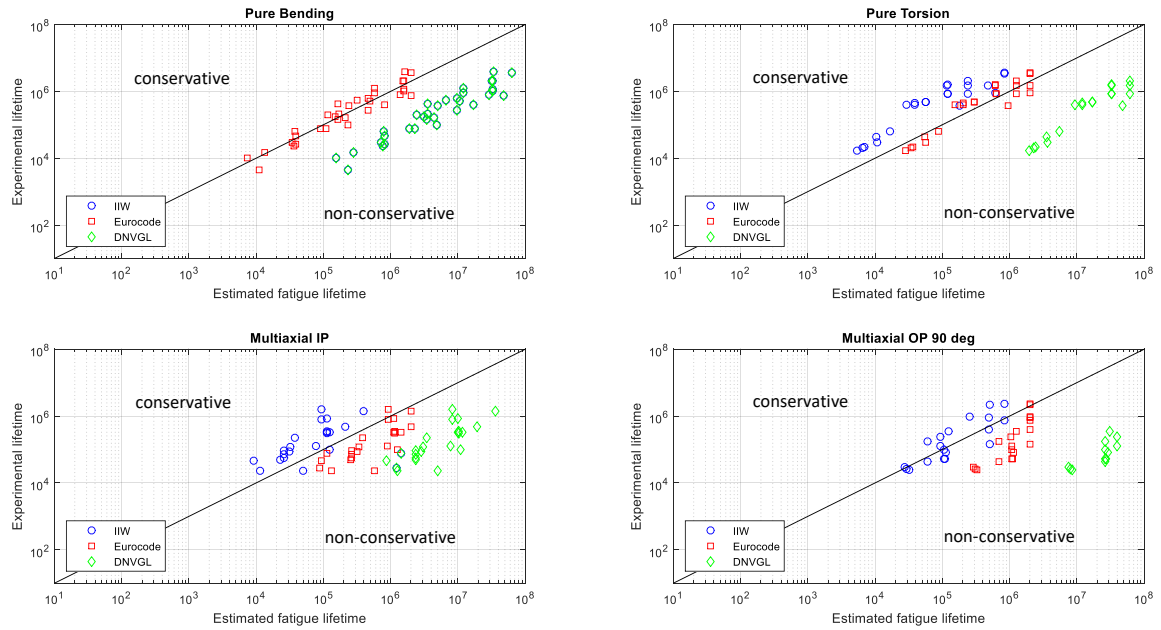 Pure Bending
10^8
10^6
10^4
10^2
Experimental lifetime
conservative
non-conservative
IIW
Eurocode
DNVGL
10^1 10^2 10^3 10^4 10^5 10^6 10^7 10^8
Estimated fatigue lifetime
Pure Torsion
10^8
10^6
10^4
10^2
Experimental lifetime
conservative
non-conservative
IIW
Eurocode
DNVGL
10^1 10^2 10^3 10^4 10^5 10^6 10^7 10^8
Estimated fatigue lifetime
Multiaxial IP
10^8
10^6
10^4
10^2
Experimental lifetime
conservative
non-conservative
IIW
Eurocode
DNVGL
10^1 10^2 10^3 10^4 10^5 10^6 10^7 10^8
Estimated fatigue lifetime
Multiaxial OP 90 deg
10^8
10^6
10^4
10^2
Experimental lifetime
conservative
non-conservative
IIW
Eurocode
DNVGL
10^1 10^2 10^3 10^4 10^5 10^6 10^7 10^8
Estimated fatigue lifetime